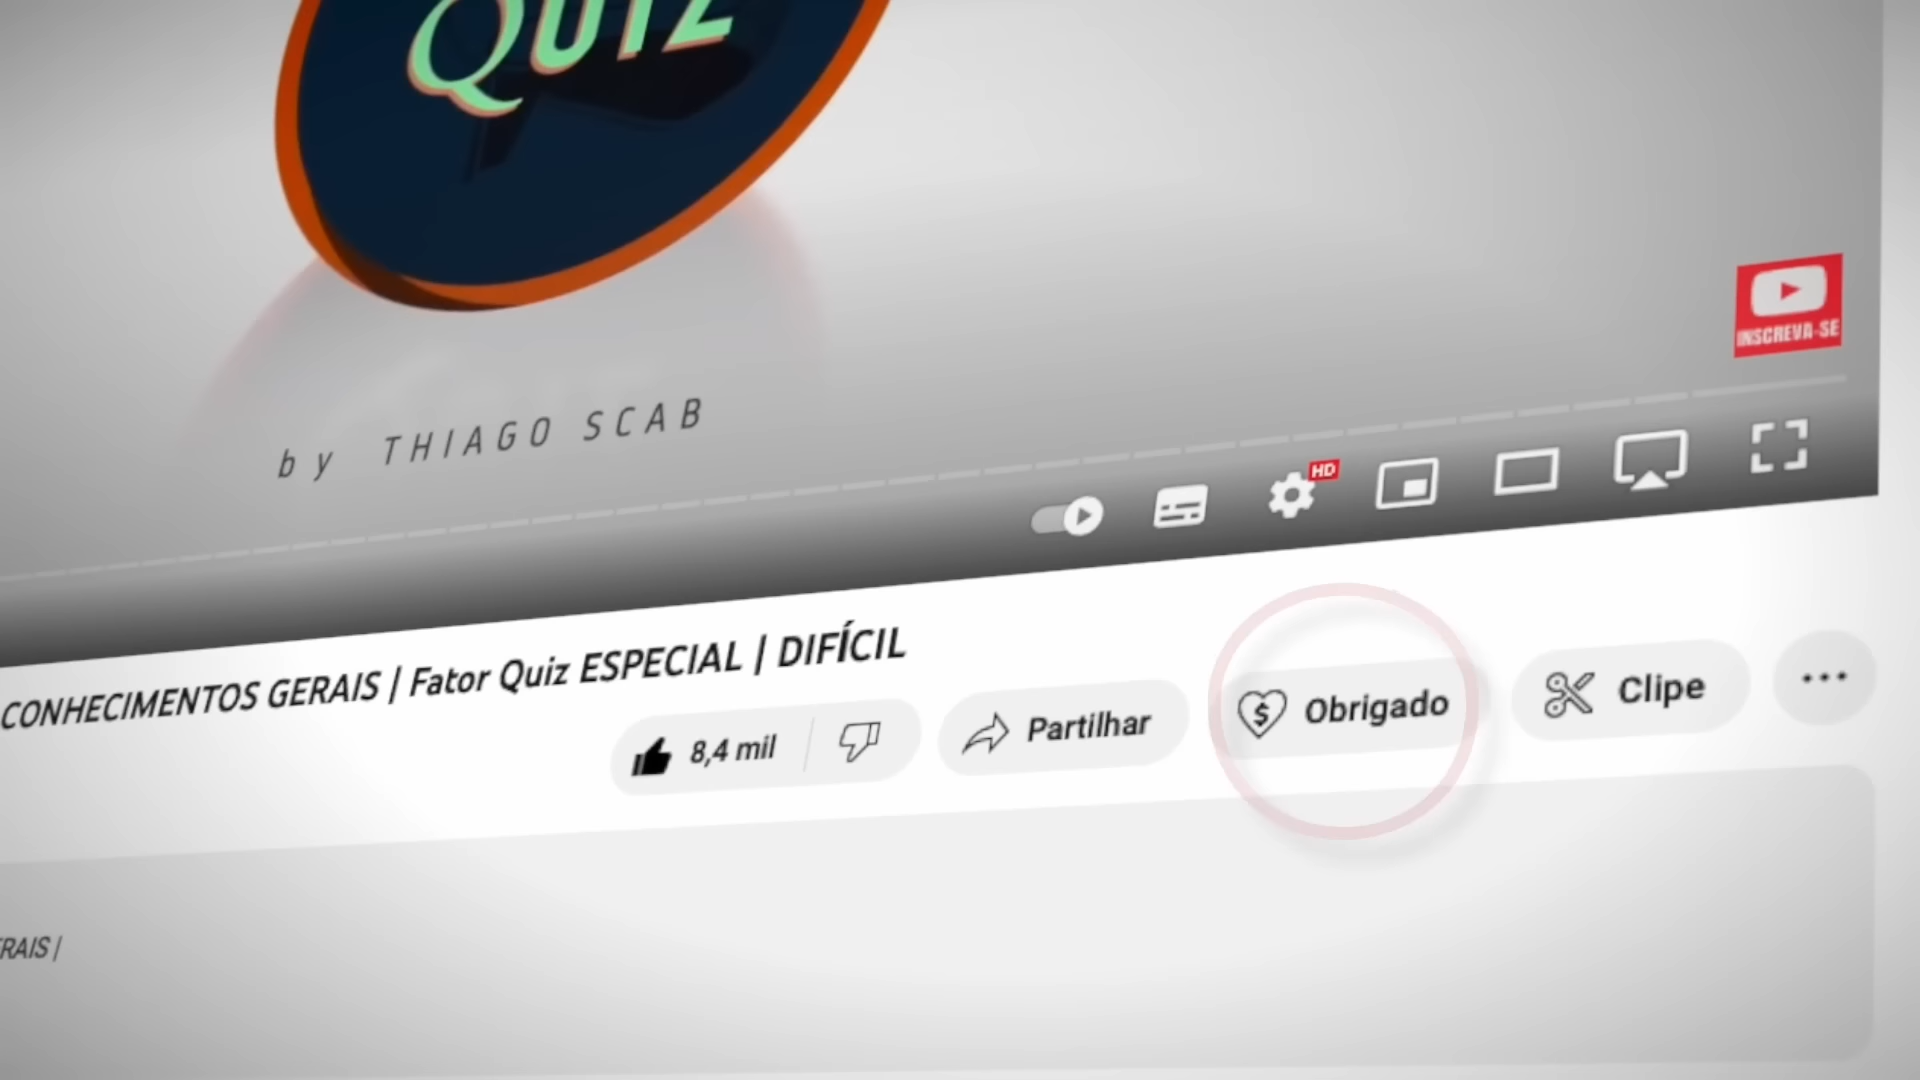 QUIZ
by THIAGO SCAB
INSCREVA-SE
HD
CONHECIMENTOS GERAIS | Fator Quiz ESPECIAL | DIFÍCIL
8,4 mil
Partilhar
$ Obrigado
Clipe
ERAIS |